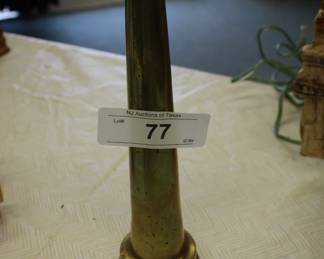 NJ Auctions of Texas
Lot#
77